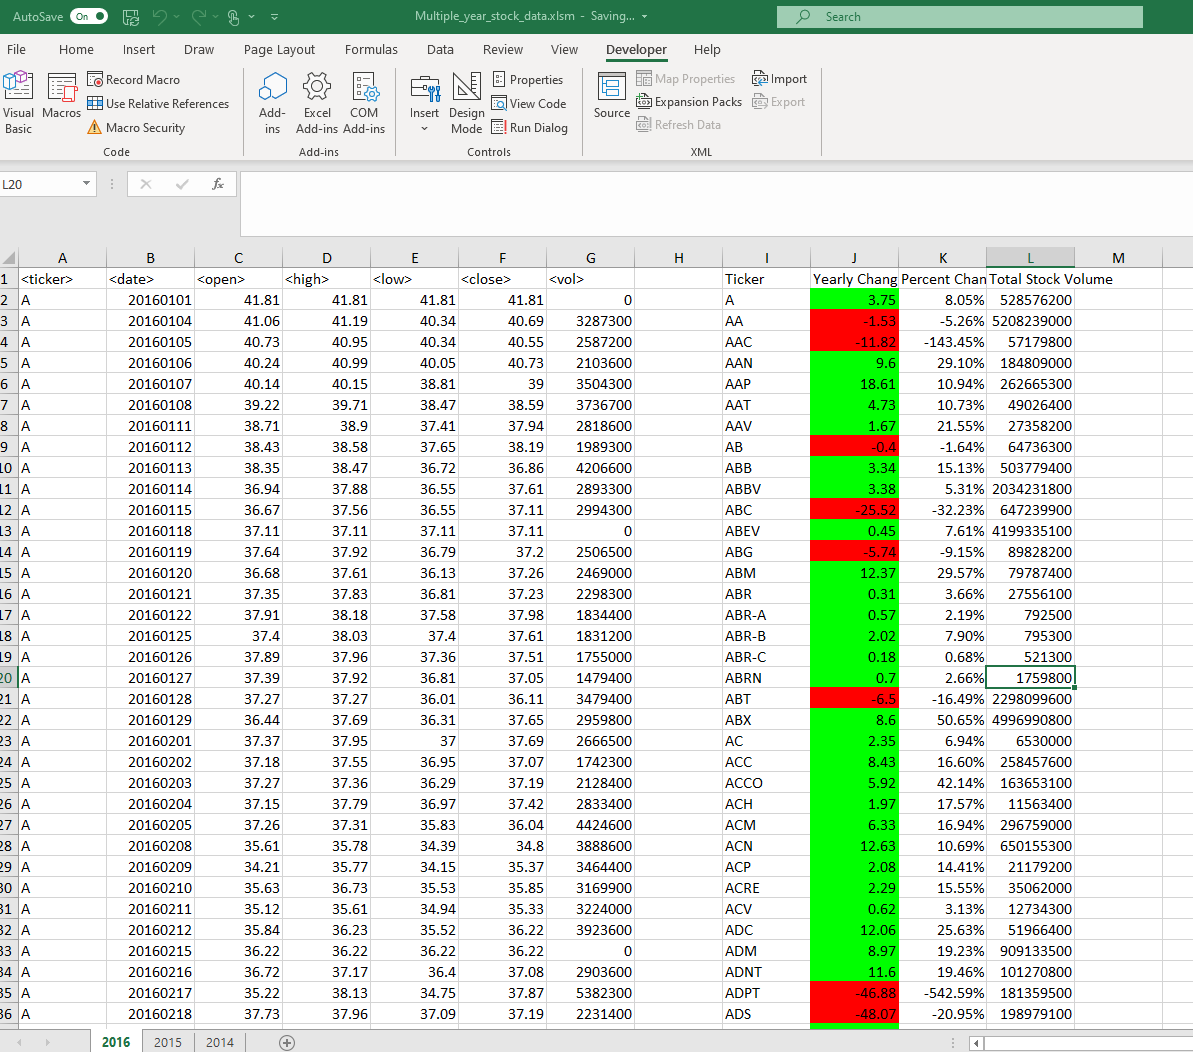 AutoSave On Multiple_year_stock_data.xlsm - Saving... Search
File Home Insert Draw Page Layout Formulas Data Review View Developer Help
Visual Basic Macros Record Macro Use Relative References Macro Security Code
Add-ins Excel Add-ins COM Add-ins Add-ins
Insert Design Mode Properties View Code Run Dialog Controls
Source Map Properties Expansion Packs Refresh Data Import Export XML
L20 fx
A B C D E F G H I J K L M
1 <ticker> <date> <open> <high> <low> <close> <vol> Ticker Yearly Chang Percent Chan Total Stock Volume
2 A 20160101 41.81 41.81 41.81 41.81 0 A 3.75 8.05% 528576200
3 A 20160104 41.06 41.19 40.34 40.69 3287300 AA -1.53 -5.26% 5208239000
4 A 20160105 40.73 40.95 40.34 40.55 2587200 AAC -11.82 -143.45% 57179800
5 A 20160106 40.24 40.99 40.05 40.73 2103600 AAN 9.6 29.10% 184809000
6 A 20160107 40.14 40.15 38.81 39 3504300 AAP 18.61 10.94% 262665300
7 A 20160108 39.22 39.71 38.47 38.59 3736700 AAT 4.73 10.73% 49026400
8 A 20160111 38.71 38.9 37.41 37.94 2818600 AAV 1.67 21.55% 27358200
9 A 20160112 38.43 38.58 37.65 38.19 1989300 AB -0.4 -1.64% 64736300
10 A 20160113 38.35 38.47 36.72 36.86 4206600 ABB 3.34 15.13% 503779400
11 A 20160114 36.94 37.88 36.55 37.61 2893300 ABBV 3.38 5.31% 2034231800
12 A 20160115 36.67 37.56 36.55 37.11 2994300 ABC -25.52 -32.23% 647239900
13 A 20160118 37.11 37.11 37.11 37.11 0 ABEV 0.45 7.61% 4199335100
14 A 20160119 37.64 37.92 36.79 37.2 2506500 ABG -5.74 -9.15% 89828200
15 A 20160120 36.68 37.61 36.13 37.26 2469000 ABM 12.37 29.57% 79787400
16 A 20160121 37.35 37.83 36.81 37.23 2298300 ABR 0.31 3.66% 27556100
17 A 20160122 37.91 38.18 37.58 37.98 1834400 ABR-A 0.57 2.19% 792500
18 A 20160125 37.4 38.03 37.4 37.61 1831200 ABR-B 2.02 7.90% 795300
19 A 20160126 37.89 37.96 37.36 37.51 1755000 ABR-C 0.18 0.68% 521300
20 A 20160127 37.39 37.92 36.81 37.05 1479400 ABRN 0.7 2.66% 1759800
21 A 20160128 37.27 37.27 36.01 36.11 3479400 ABT -6.5 -16.49% 2298099600
22 A 20160129 36.44 37.69 36.31 37.65 2959800 ABX 8.6 50.65% 4996990800
23 A 20160201 37.37 37.95 37 37.69 2666500 AC 2.35 6.94% 6530000
24 A 20160202 37.18 37.55 36.95 37.07 1742300 ACC 8.43 16.60% 258457600
25 A 20160203 37.27 37.36 36.29 37.19 2128400 ACCO 5.92 42.14% 163653100
26 A 20160204 37.15 37.79 36.97 37.42 2833400 ACH 1.97 17.57% 11563400
27 A 20160205 37.26 37.31 35.83 36.04 4424600 ACM 6.33 16.94% 296759000
28 A 20160208 35.61 35.78 34.39 34.8 3888600 ACN 12.63 10.69% 650155300
29 A 20160209 34.21 35.77 34.15 35.37 3464400 ACP 2.08 14.41% 21179200
30 A 20160210 35.63 36.73 35.53 35.85 3169900 ACRE 2.29 15.55% 35062000
31 A 20160211 35.12 35.61 34.94 35.33 3224000 ACV 0.62 3.13% 12734300
32 A 20160212 35.84 36.23 35.52 36.22 3923600 ADC 12.06 25.63% 51966400
33 A 20160215 36.22 36.22 36.22 36.22 0 ADM 8.97 19.23% 909133500
34 A 20160216 36.72 37.17 36.4 37.08 2903600 ADNT 11.6 19.46% 101270800
35 A 20160217 35.22 38.13 34.75 37.87 5382300 ADPT -46.88 -542.59% 181359500
36 A 20160218 37.73 37.96 37.09 37.19 2231400 ADS -48.07 -20.95% 198979100
2016 2015 2014